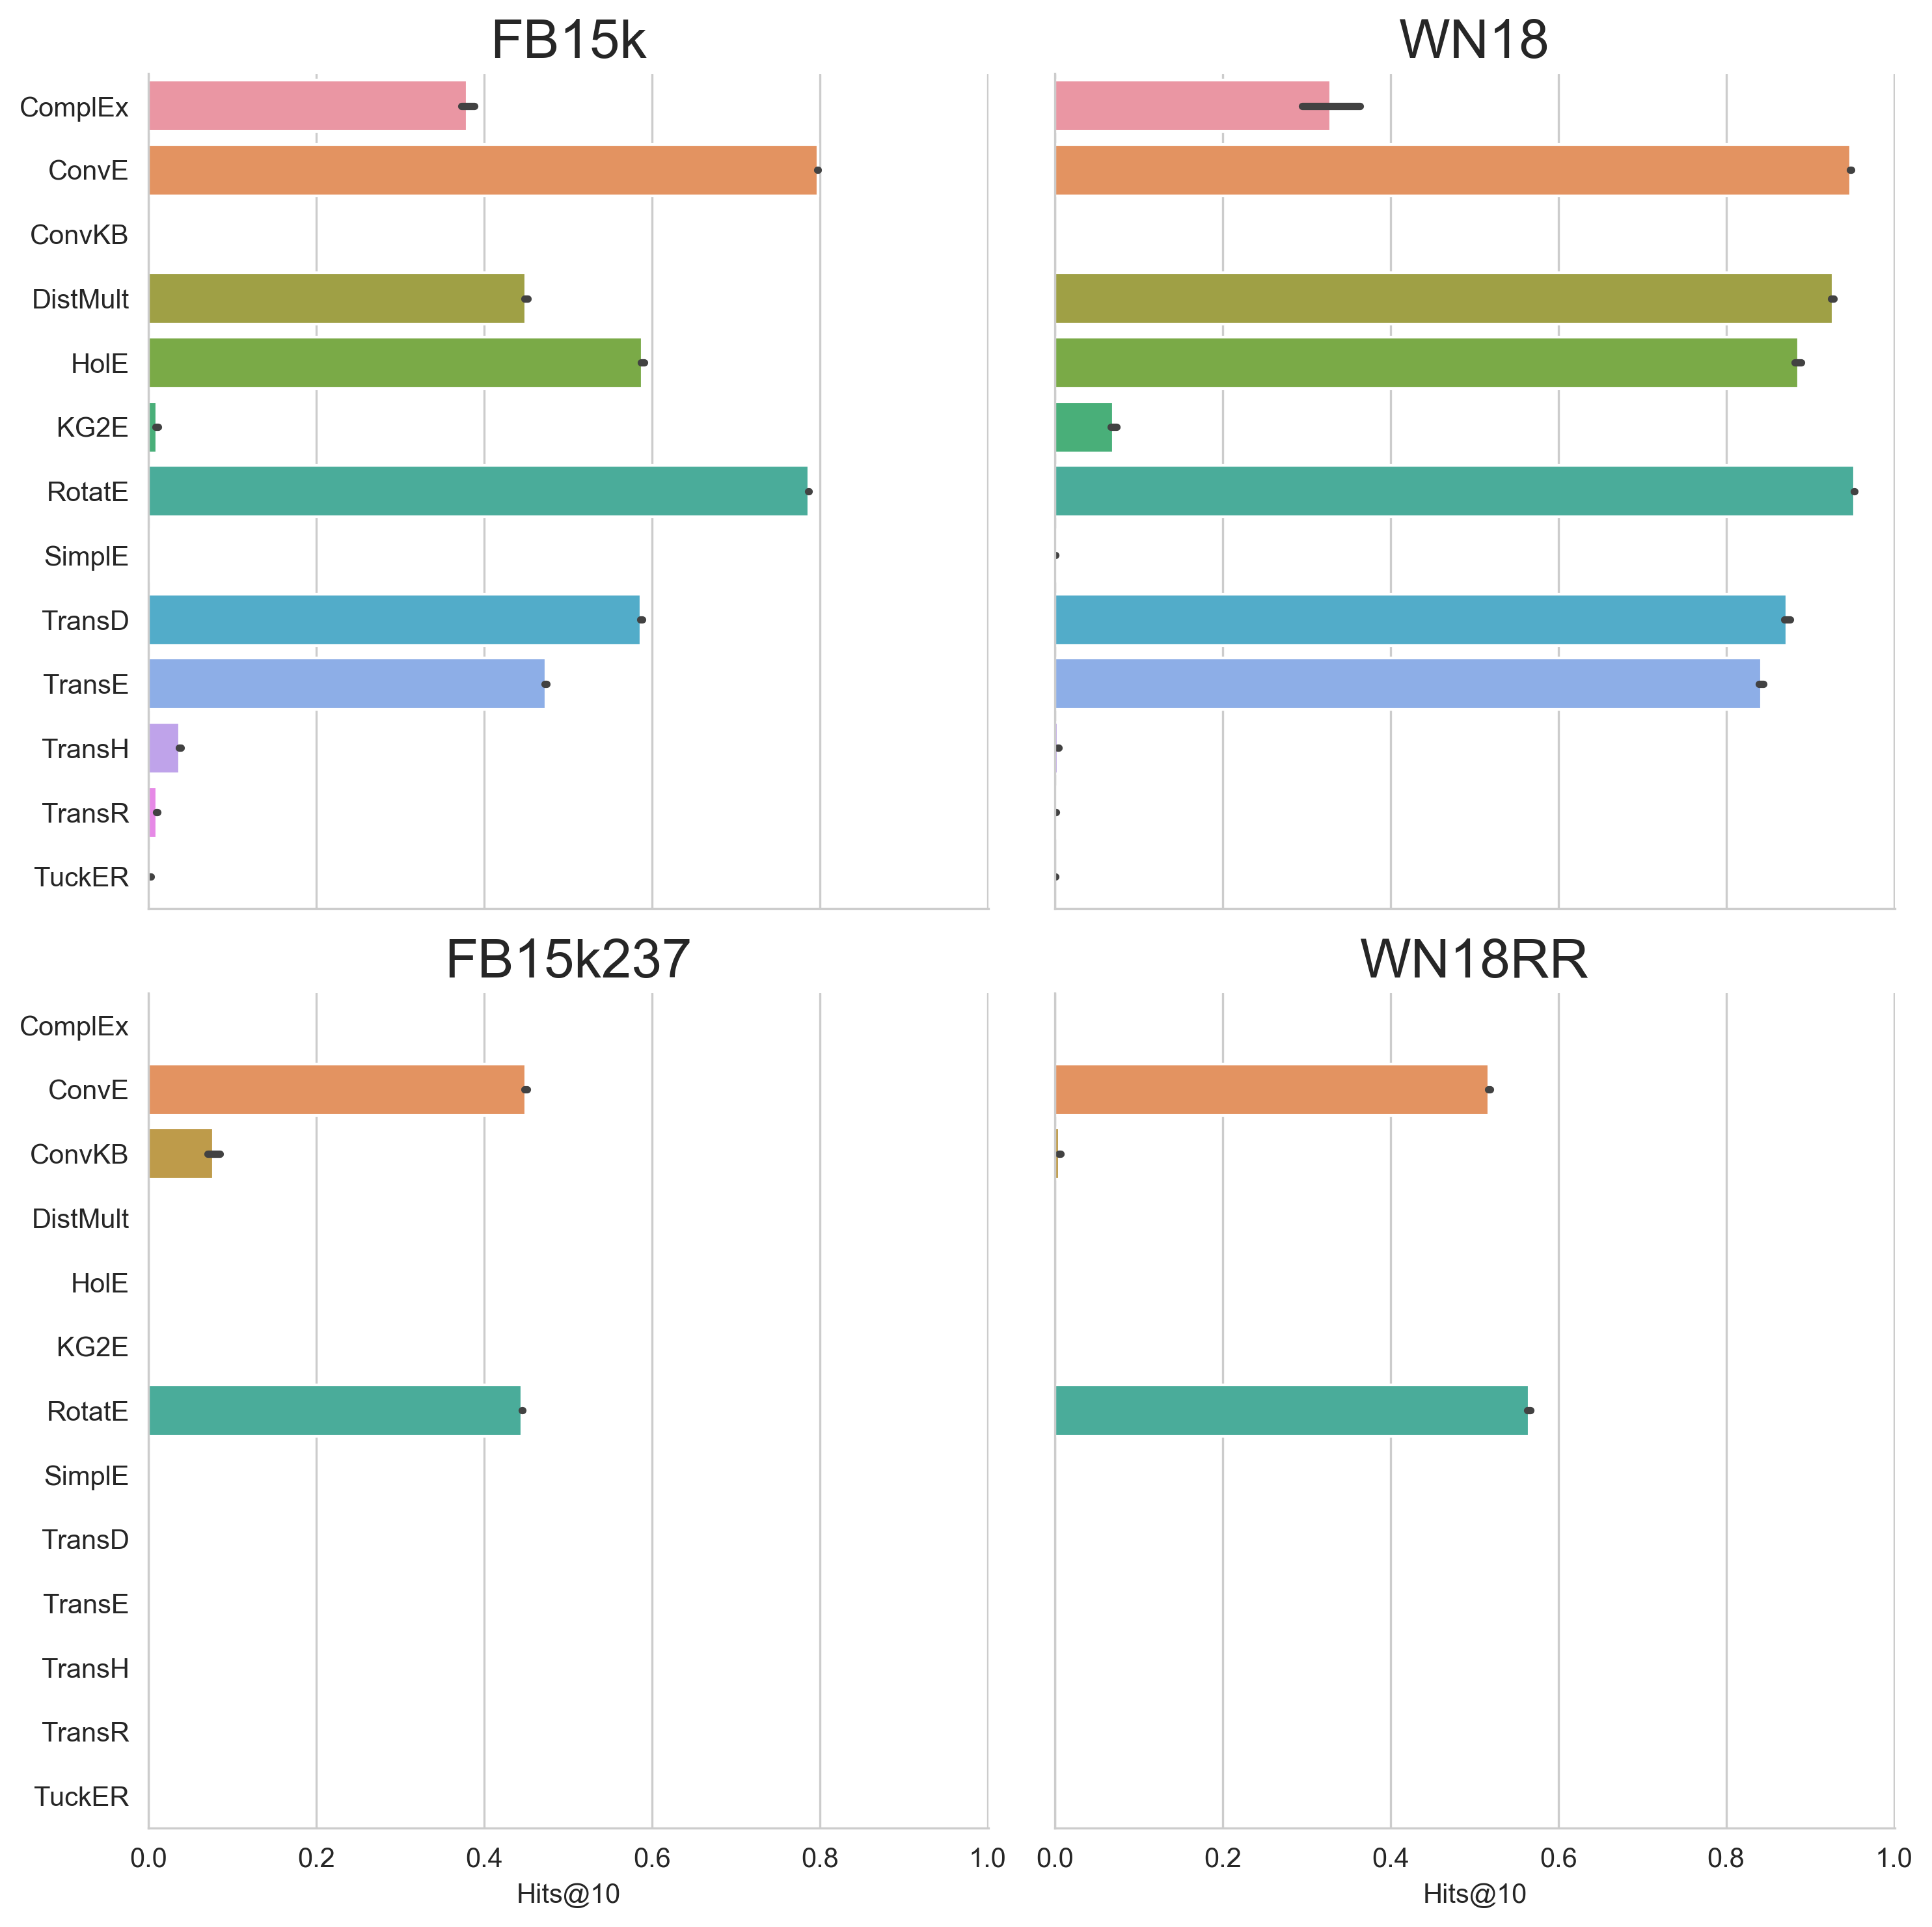 FB15k
WN18
ComplEx
ConvE
ConvKB
DistMult
HolE
KG2E
RotatE
SimplE
TransD
TransE
TransH
TransR
TuckER
FB15k237
WN18RR
ComplEx
ConvE
ConvKB
DistMult
HolE
KG2E
RotatE
SimplE
TransD
TransE
TransH
TransR
TuckER
0.0 0.2 0.4 0.6 0.8 1.0
0.0 0.2 0.4 0.6 0.8 1.0
Hits@10
Hits@10